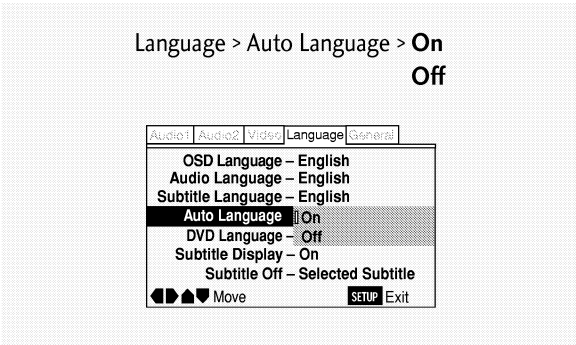 Language > Auto Language > On
Off
Audio1 Audio2 Video Language General
OSD Language – English
Audio Language – English
Subtitle Language – English
Auto Language On
DVD Language – Off
Subtitle Display – On
Subtitle Off – Selected Subtitle
Move SETUP Exit